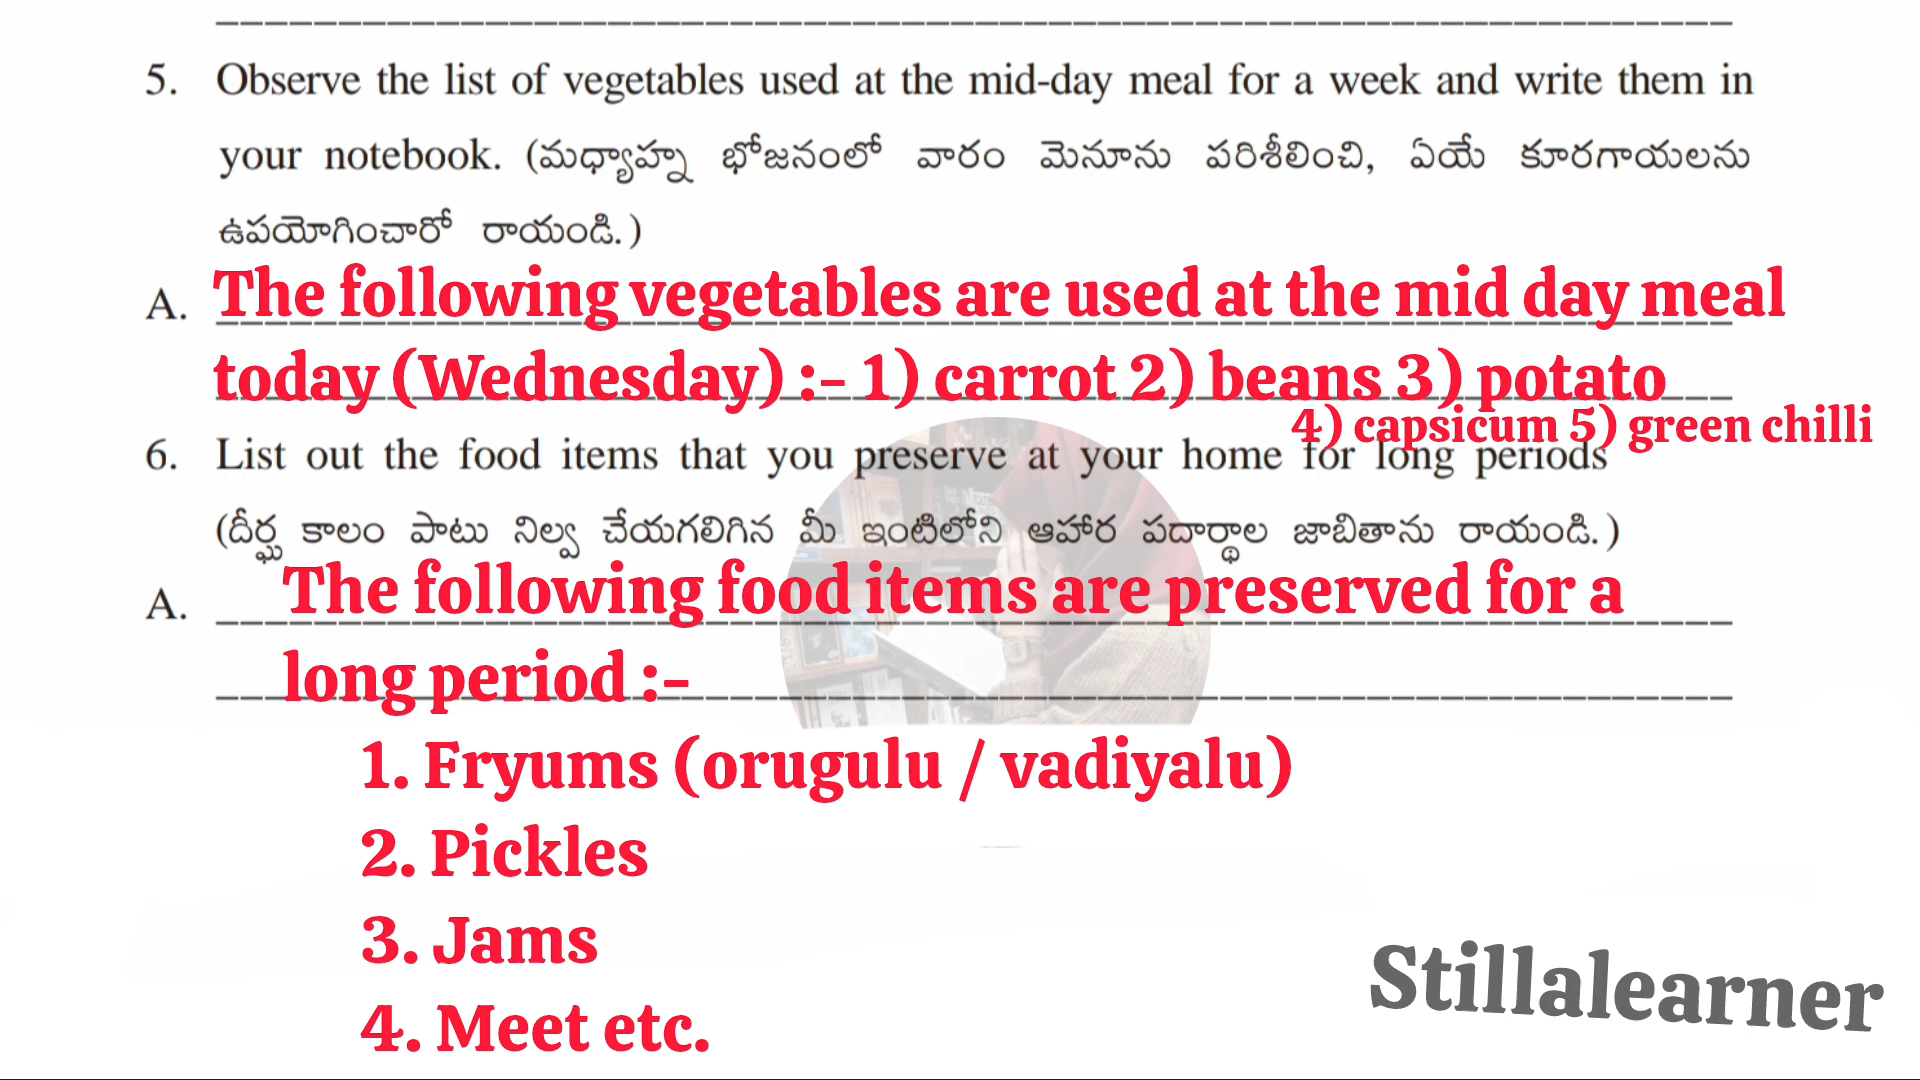 5. Observe the list of vegetables used at the mid-day meal for a week and write them in
your notebook. (మధ్యాహ్న భోజనంలో వారం మెనూను పరిశీలించి, ఏయే కూరగాయలను
ఉపయోగించారో రాయండి.)
A. The following vegetables are used at the mid day meal
today (Wednesday) :- 1) carrot 2) beans 3) potato
4) capsicum 5) green chilli
6. List out the food items that you preserve at your home for long periods
(దీర్ఘ కాలం పాటు నిల్వ చేయగలిగిన మీ ఇంటిలోని ఆహార పదార్థాల జాబితాను రాయండి.)
A. The following food items are preserved for a
long period :-
1. Fryums (orugulu / vadiyalu)
2. Pickles
3. Jams
4. Meet etc.
Stillalearner